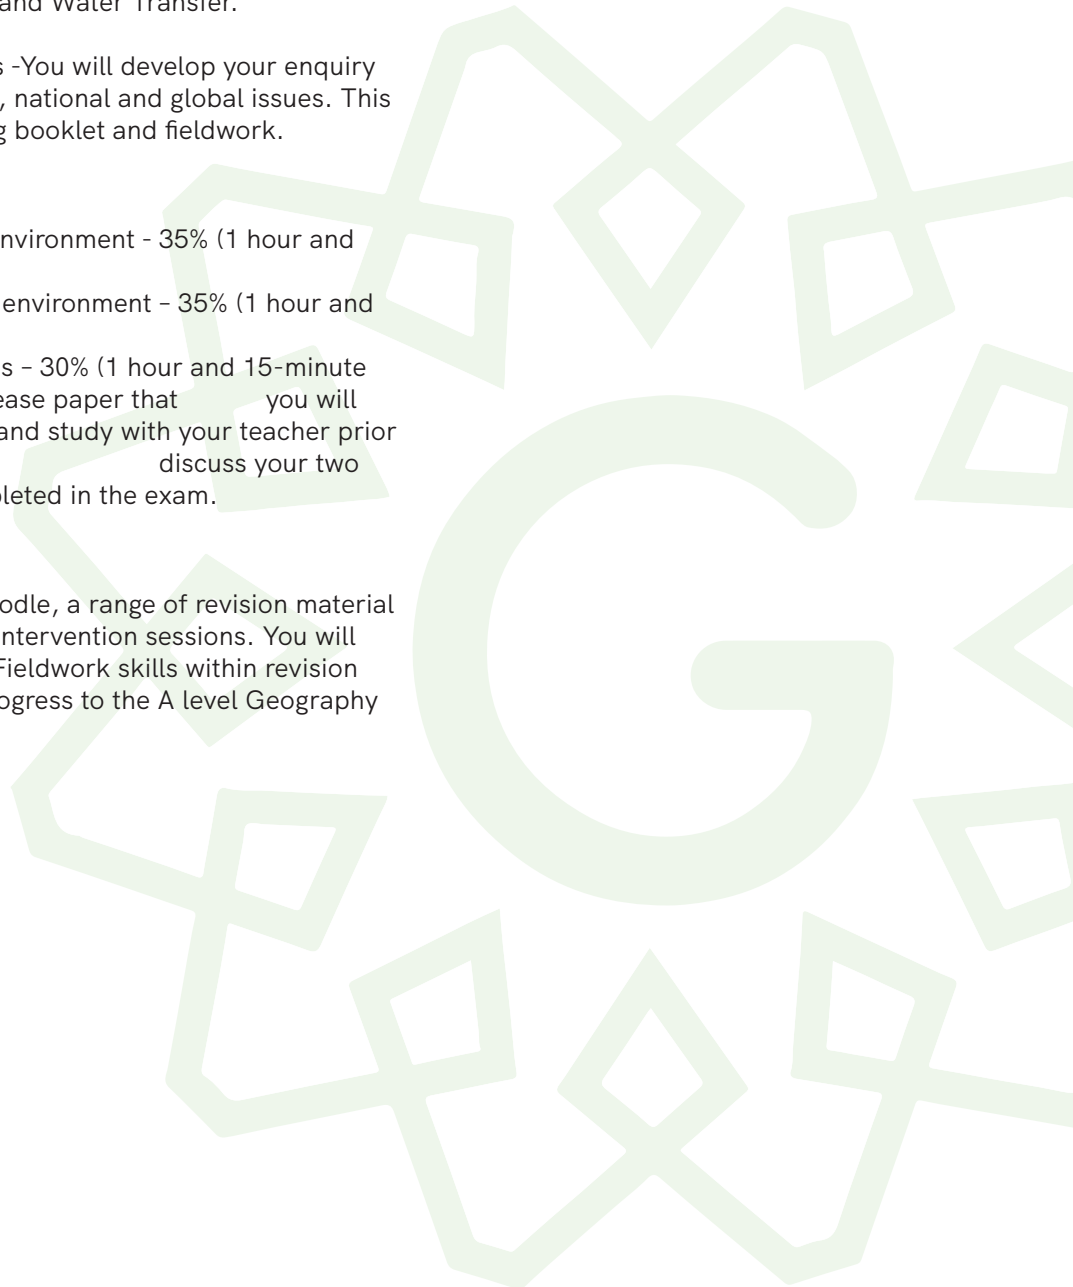 and Water Transfer.
s -You will develop your enquiry
, national and global issues. This
g booklet and fieldwork.
nvironment - 35% (1 hour and
environment – 35% (1 hour and
s – 30% (1 hour and 15-minute
ease paper that you will
and study with your teacher prior
discuss your two
pleted in the exam.
odle, a range of revision material
ntervention sessions. You will
Fieldwork skills within revision
ogress to the A level Geography
G